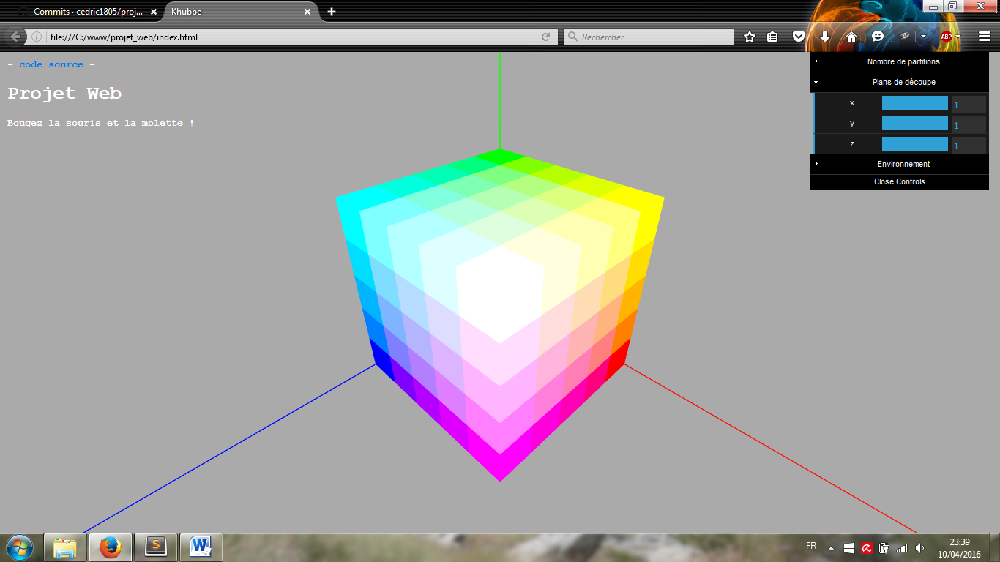 Commits · cedric1805/proj...
Khubbe
file:///C:/www/projet_web/index.html
Rechercher
ABP
- code source -
Projet Web
Bougez la souris et la molette !
Nombre de partitions
Plans de découpe
x 1
y 1
z 1
Environnement
Close Controls
S
W
FR
23:39
10/04/2016